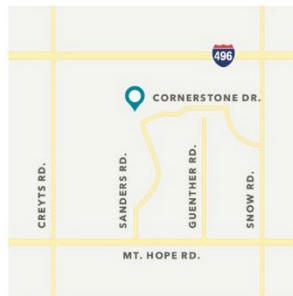 496
CORNERSTONE DR.
CREYTS RD.
SANDERS RD.
GUENTHER RD.
SNOW RD.
MT. HOPE RD.